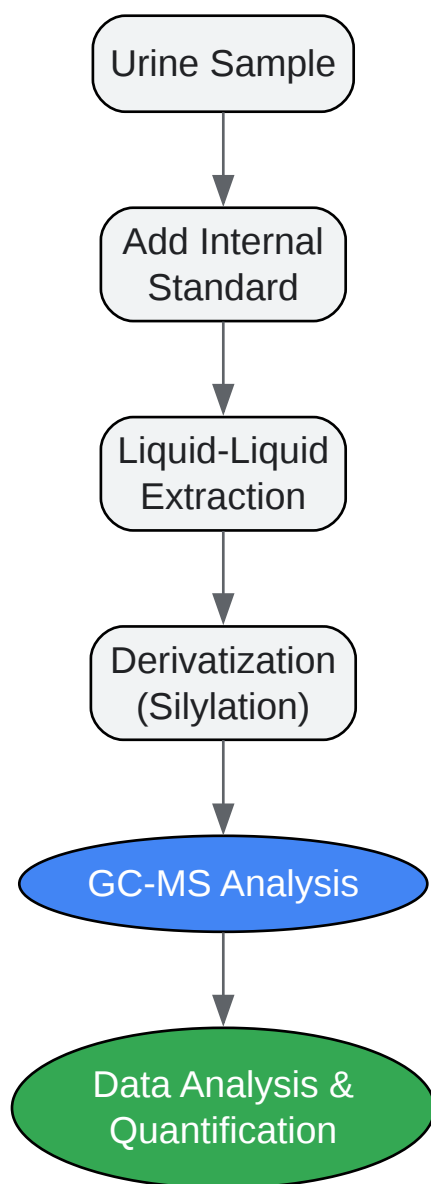 Urine Sample
Add Internal
Standard
Liquid-Liquid
Extraction
Derivatization
(Silylation)
GC-MS Analysis
Data Analysis &
Quantification